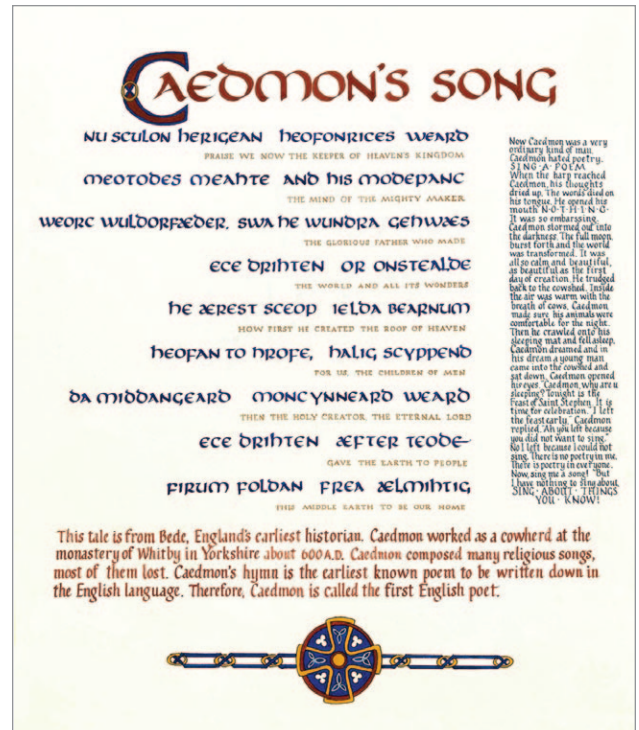 CAEDMON'S SONG
NU SCULON HERIGEAN HEOFONRICES WEARD
PRAISE WE NOW THE KEEPER OF HEAVEN'S KINGDOM
MEOTODES MEAHTE AND HIS MODEPANC
THE MIND OF THE MIGHTY MAKER
WEORC WULDORFÆDER, SWA HE WUNDRA GEHWÆS
THE GLORIOUS FATHER WHO MADE
ECE DRIHTEN OR ONSTEALDE
THE WORLD AND ALL ITS WONDERS
HE ÆREST SCEOP IELDA BEARNUM
HOW FIRST HE CREATED THE ROOF OF HEAVEN
HEOFAN TO HROFE, HALIG SCYPPEND
FOR US, THE CHILDREN OF MEN
DA MIDDANGEARD MONCYNNEARD WEARD
THEN THE HOLY CREATOR THE ETERNAL LORD
ECE DRIHTEN ÆFTER TEODE
GAVE THE EARTH TO PEOPLE
FIRUM FOLDAN FREA ÆLMIHTIG
THIS MIDDLE EARTH TO BE OUR HOME
Now Caedmon was a very
ordinary kind of man.
Caedmon hated poetry.
SING · A · POEM
When the harp reached
Caedmon, his thoughts
dried up. The words died on
his tongue. He opened his
mouth N·O·T·H·I·N·G
It was so embarssing.
Caedmon stormed out into
the darkness. The full moon,
burst forth and the world
was transformed. It was
all so calm and beautiful,
as beautiful as the first
day of creation. He trudged
back to the cowshed. Inside
the air was warm with the
breath of cows. Caedmon
made sure his animals were
comfortable for the night.
Then he crawled onto his
sleeping mat and fell asleep.
Caedmon dreamed and in
his dream a young man
came into the cowshed and
sat down. Caedmon opened
his eyes. Caedmon, why are u
sleeping? Tonight is the
Feast of Saint Stephen. It is
time for celebration. I left
the feast early," Caedmon
replied. "Ah you left because
you did not want to sing."
No I left because I could not
sing. There is no poetry in me.
There is poetry in everyone.
Now, sing me a song! "But
I have nothing to sing about
SING · ABOUT · THINGS
YOU · KNOW!
This tale is from Bede, England's earliest historian. Caedmon worked as a cowherd at the
monastery of Whitby in Yorkshire about 600 A.D. Caedmon composed many religious songs,
most of them lost. Caedmon's hymn is the earliest known poem to be written down in
the English language. Therefore, Caedmon is called the first English poet.